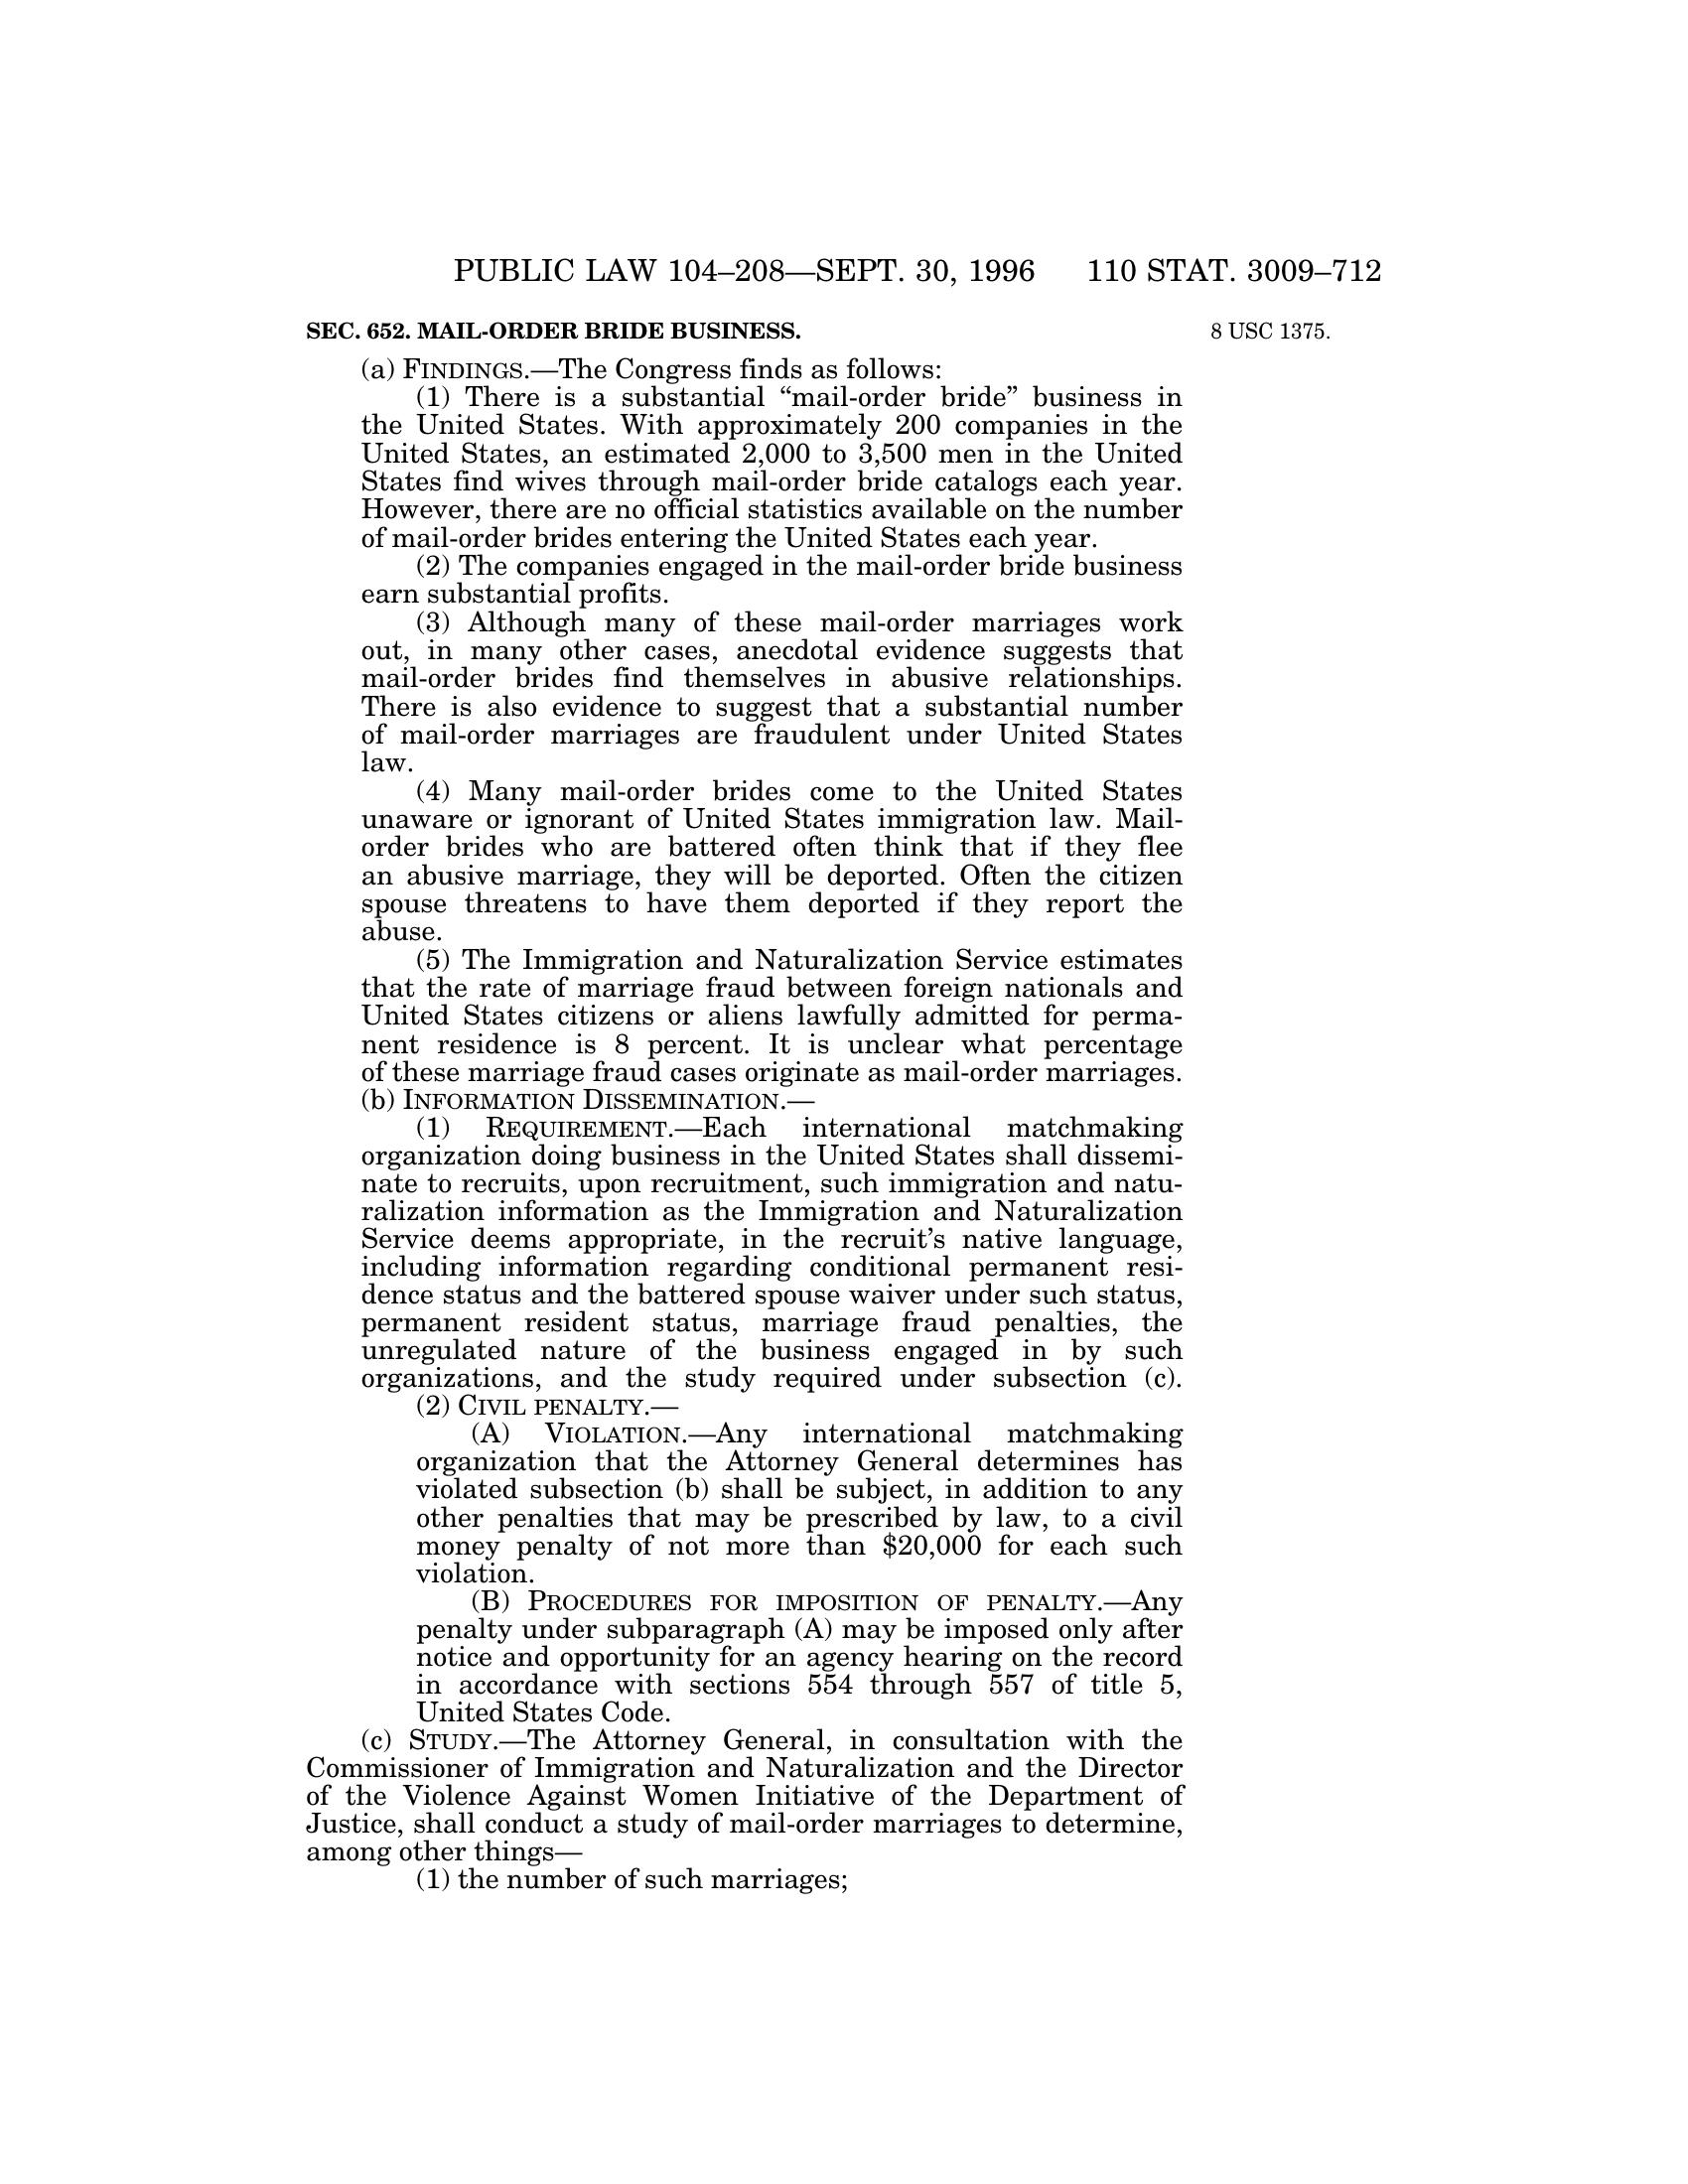 PUBLIC LAW 104–208—SEPT. 30, 1996 110 STAT. 3009–712
SEC. 652. MAIL-ORDER BRIDE BUSINESS.
8 USC 1375.
(a) FINDINGS.—The Congress finds as follows:
(1) There is a substantial “mail-order bride” business in
the United States. With approximately 200 companies in the
United States, an estimated 2,000 to 3,500 men in the United
States find wives through mail-order bride catalogs each year.
However, there are no official statistics available on the number
of mail-order brides entering the United States each year.
(2) The companies engaged in the mail-order bride business
earn substantial profits.
(3) Although many of these mail-order marriages work
out, in many other cases, anecdotal evidence suggests that
mail-order brides find themselves in abusive relationships.
There is also evidence to suggest that a substantial number
of mail-order marriages are fraudulent under United States
law.
(4) Many mail-order brides come to the United States
unaware or ignorant of United States immigration law. Mail-
order brides who are battered often think that if they flee
an abusive marriage, they will be deported. Often the citizen
spouse threatens to have them deported if they report the
abuse.
(5) The Immigration and Naturalization Service estimates
that the rate of marriage fraud between foreign nationals and
United States citizens or aliens lawfully admitted for perma-
nent residence is 8 percent. It is unclear what percentage
of these marriage fraud cases originate as mail-order marriages.
(b) INFORMATION DISSEMINATION.—
(1) REQUIREMENT.—Each international matchmaking
organization doing business in the United States shall dissemi-
nate to recruits, upon recruitment, such immigration and natu-
ralization information as the Immigration and Naturalization
Service deems appropriate, in the recruit’s native language,
including information regarding conditional permanent resi-
dence status and the battered spouse waiver under such status,
permanent resident status, marriage fraud penalties, the
unregulated nature of the business engaged in by such
organizations, and the study required under subsection (c).
(2) CIVIL PENALTY.—
(A) VIOLATION.—Any international matchmaking
organization that the Attorney General determines has
violated subsection (b) shall be subject, in addition to any
other penalties that may be prescribed by law, to a civil
money penalty of not more than $20,000 for each such
violation.
(B) PROCEDURES FOR IMPOSITION OF PENALTY.—Any
penalty under subparagraph (A) may be imposed only after
notice and opportunity for an agency hearing on the record
in accordance with sections 554 through 557 of title 5,
United States Code.
(c) STUDY.—The Attorney General, in consultation with the
Commissioner of Immigration and Naturalization and the Director
of the Violence Against Women Initiative of the Department of
Justice, shall conduct a study of mail-order marriages to determine,
among other things—
(1) the number of such marriages;